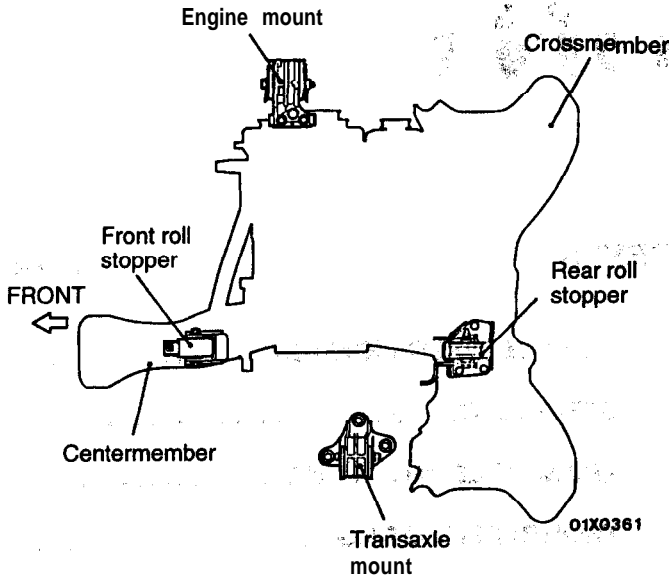 Engine mount
Crossmember
Front roll
stopper
FRONT
Rear roll
stopper
Centermember
Transaxle
mount
01X0361